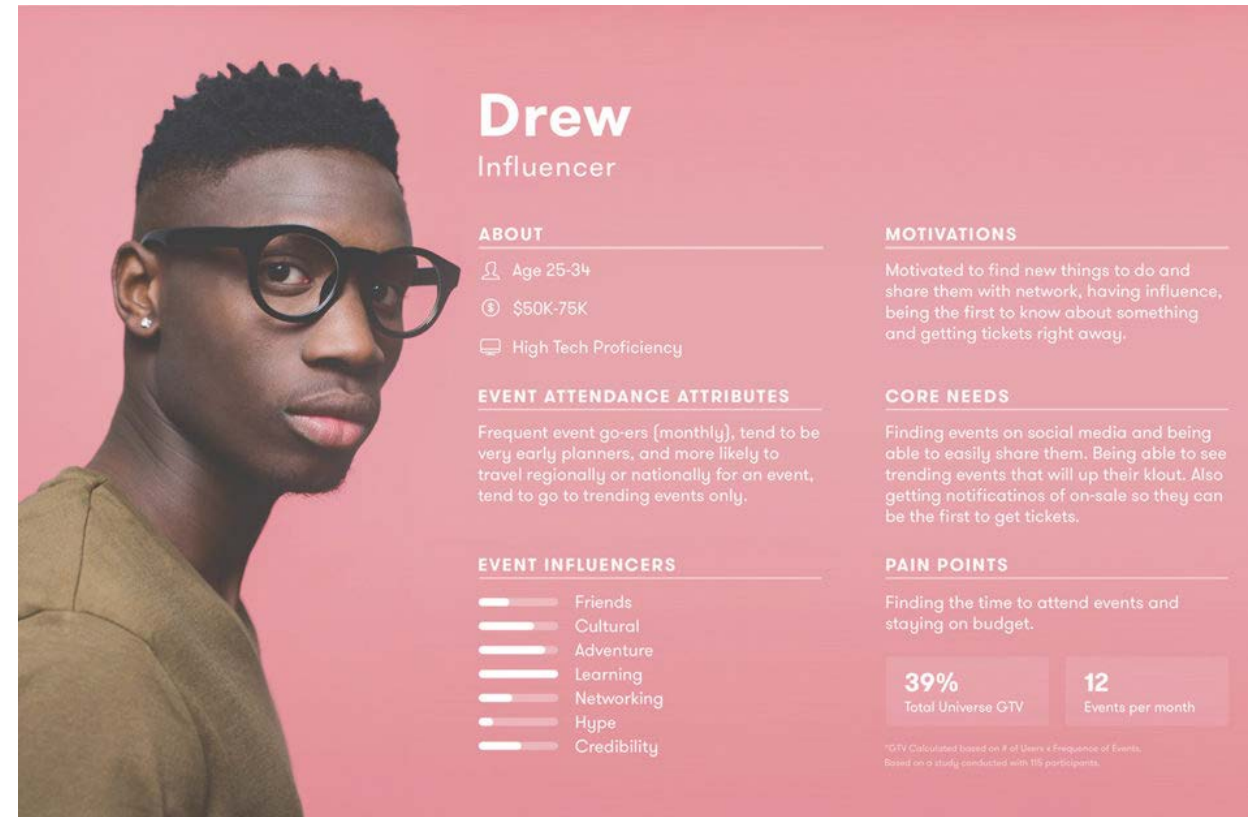 Drew
Influencer
ABOUT
Age 25-34
$50K-75K
High Tech Proficiency
EVENT ATTENDANCE ATTRIBUTES
Frequent event go-ers (monthly), tend to be
very early planners, and more likely to
travel regionally or nationally for an event,
tend to go to trending events only.
EVENT INFLUENCERS
Friends
Cultural
Adventure
Learning
Networking
Hype
Credibility
MOTIVATIONS
Motivated to find new things to do and
share them with network, having influence,
being the first to know about something
and getting tickets right away.
CORE NEEDS
Finding events on social media and being
able to easily share them. Being able to see
trending events that will up their klout. Also
getting notificatinos of on-sale so they can
be the first to get tickets.
PAIN POINTS
Finding the time to attend events and
staying on budget.
39%
Total Universe GTV
12
Events per month
*GTV Calculated based on # of Users x Frequence of Events.
Based on a study conducted with 115 participants.